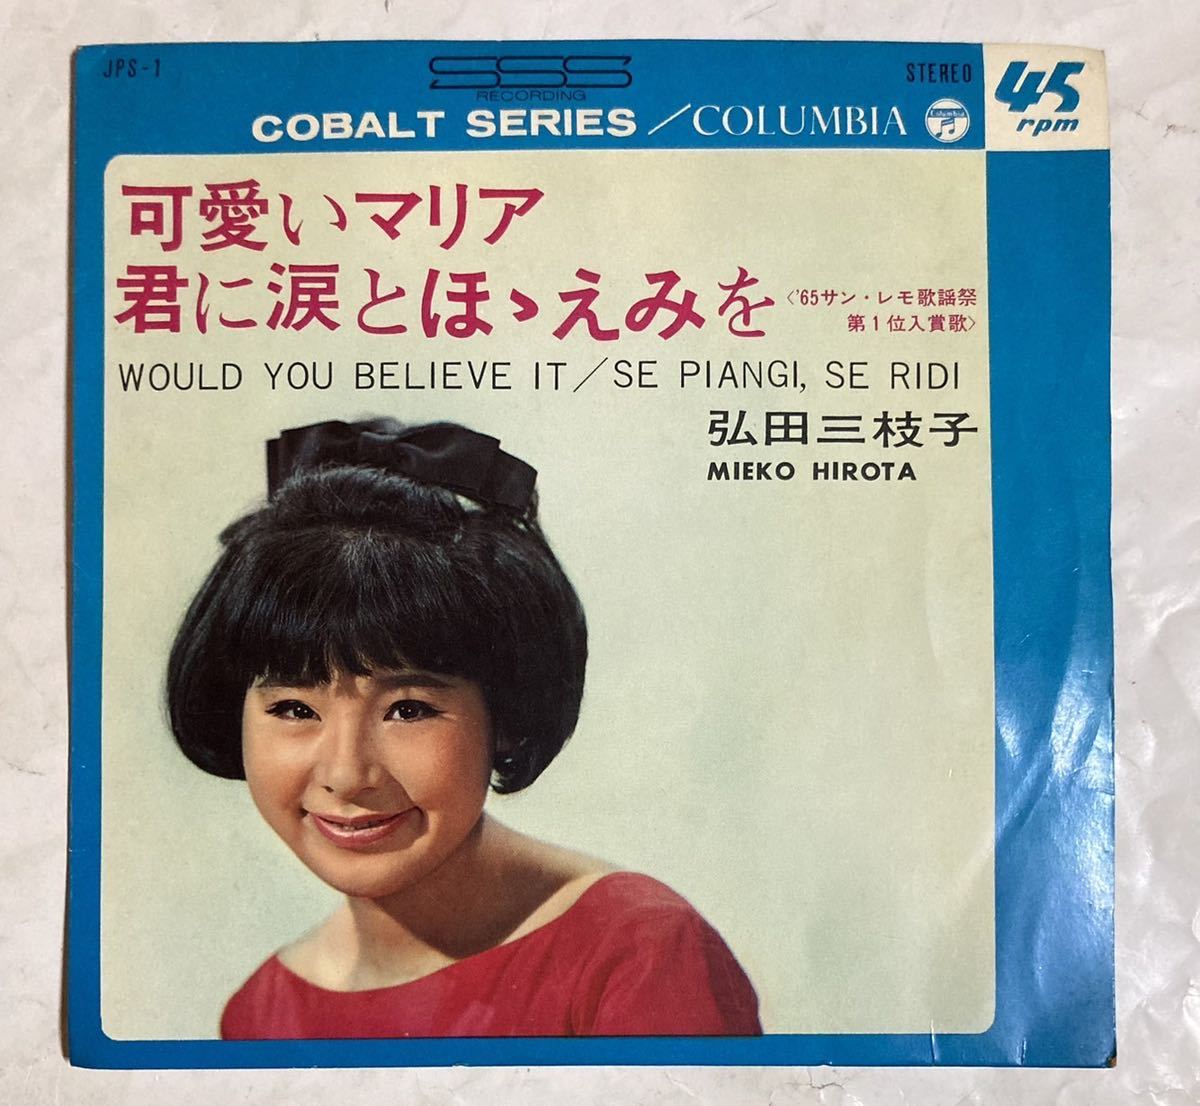 JPS-1
SSS
RECORDING
STEREO
45
rpm
COBALT SERIES / COLUMBIA
Columbia
可愛いマリア
君に涙とほゝえみを
〈'65サン・レモ歌謡祭
第1位入賞歌〉
WOULD YOU BELIEVE IT / SE PIANGI, SE RIDI
弘田三枝子
MIEKO HIROTA